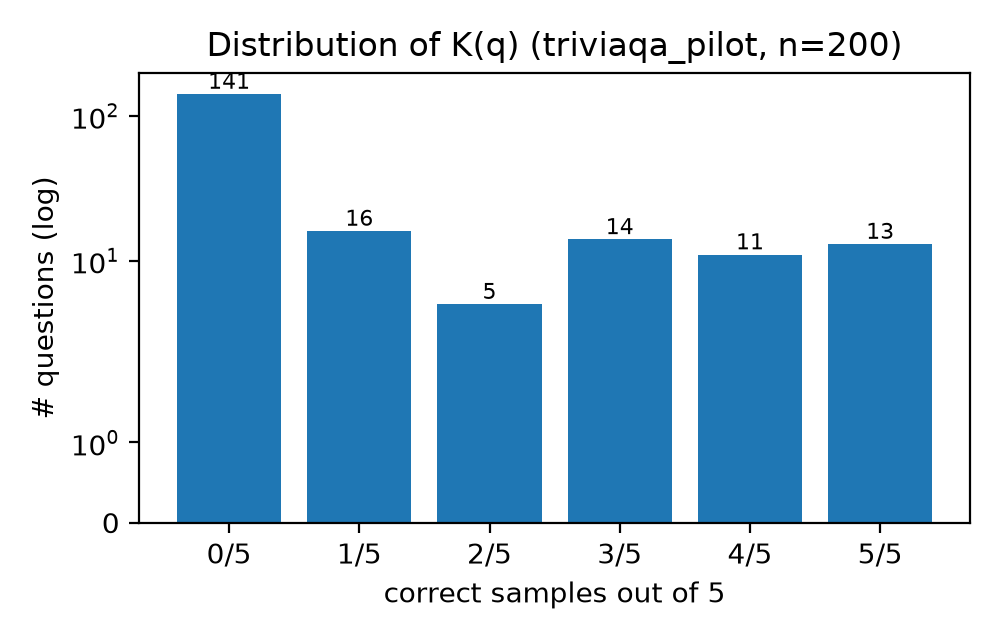 Distribution of K(q) (triviaqa_pilot, n=200)
141
16
5
14
11
13
10²
10¹
10⁰
0
# questions (log)
0/5 1/5 2/5 3/5 4/5 5/5
correct samples out of 5